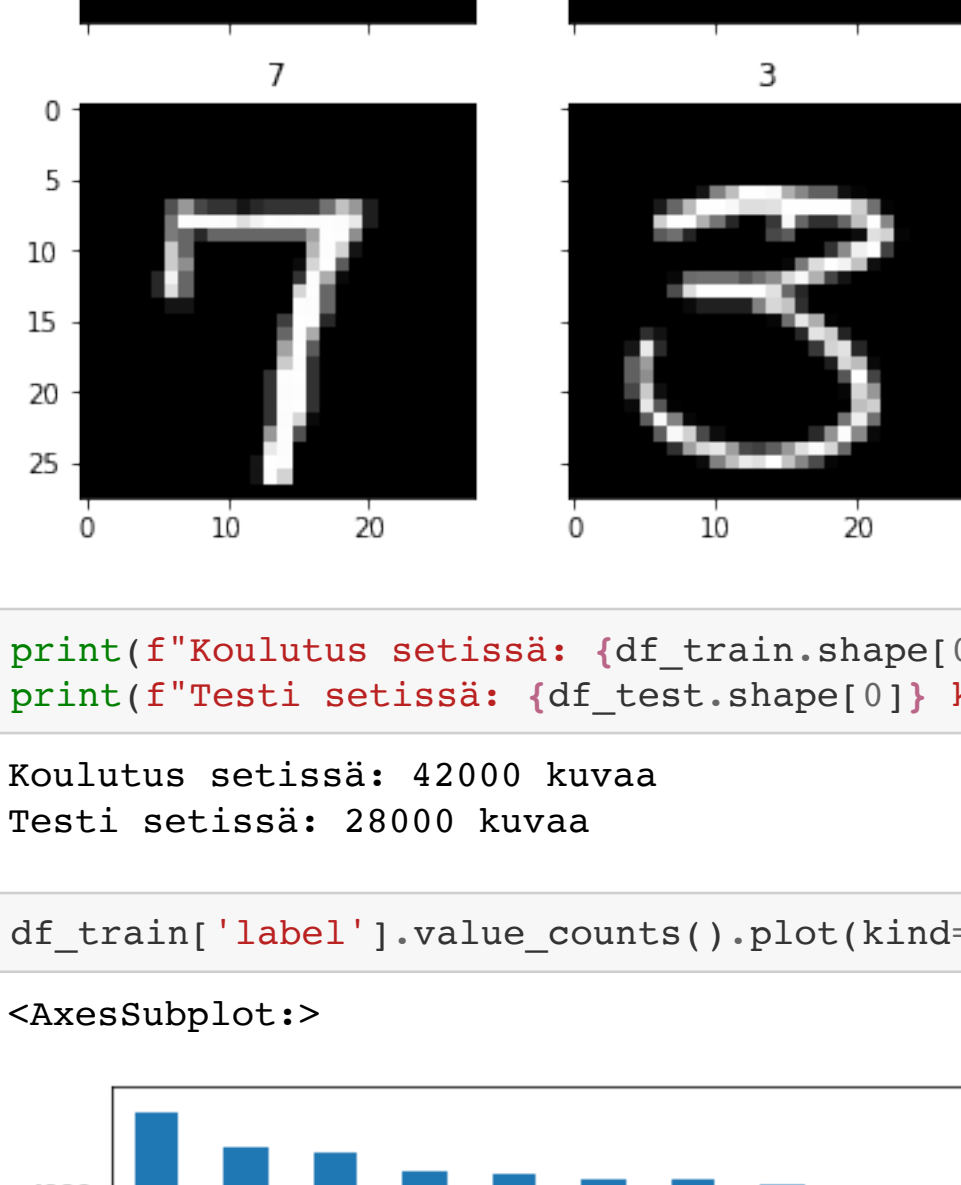 7 3
0
5
10
15
20
25
0 10 20 0 10 20
print(f"Koulutus setissä: {df_train.shape[0
print(f"Testi setissä: {df_test.shape[0]} k
Koulutus setissä: 42000 kuvaa
Testi setissä: 28000 kuvaa
df_train['label'].value_counts().plot(kind=
<AxesSubplot:>